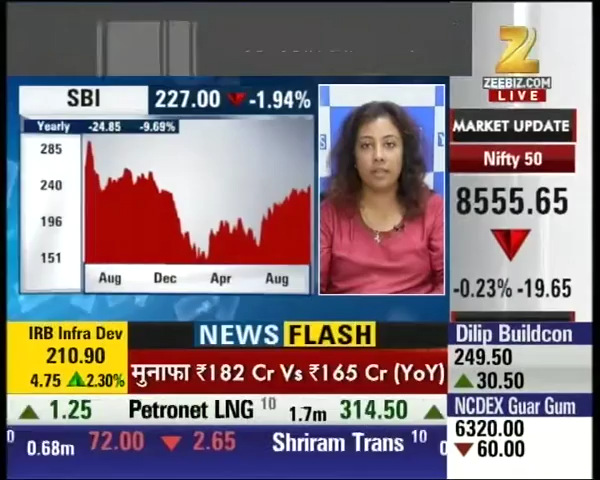 ZEEBIZ.COM
LIVE
SBI 227.00 -1.94%
Yearly -24.85 -9.69%
285
240
196
151
Aug Dec Apr Aug
MARKET UPDATE
Nifty 50
8555.65
-0.23% -19.65
IRB Infra Dev
210.90
4.75 2.30%
NEWS FLASH
मुनाफा ₹182 Cr Vs ₹165 Cr (YoY)
Dilip Buildcon
249.50
30.50
NCDEX Guar Gum
6320.00
60.00
1.25 Petronet LNG 10 1.7m 314.50
0.68m 72.00 2.65 Shriram Trans 10